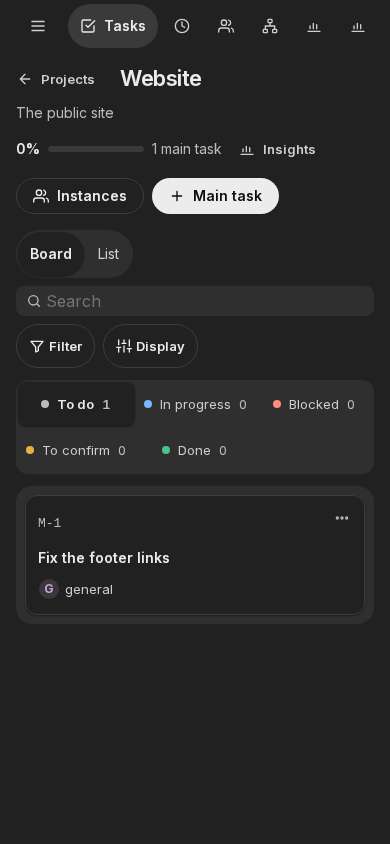 Tasks
Projects Website
The public site
0% 1 main task Insights
Instances Main task
Board List
Search
Filter Display
To do 1 In progress 0 Blocked 0
To confirm 0 Done 0
M-1
Fix the footer links
G general